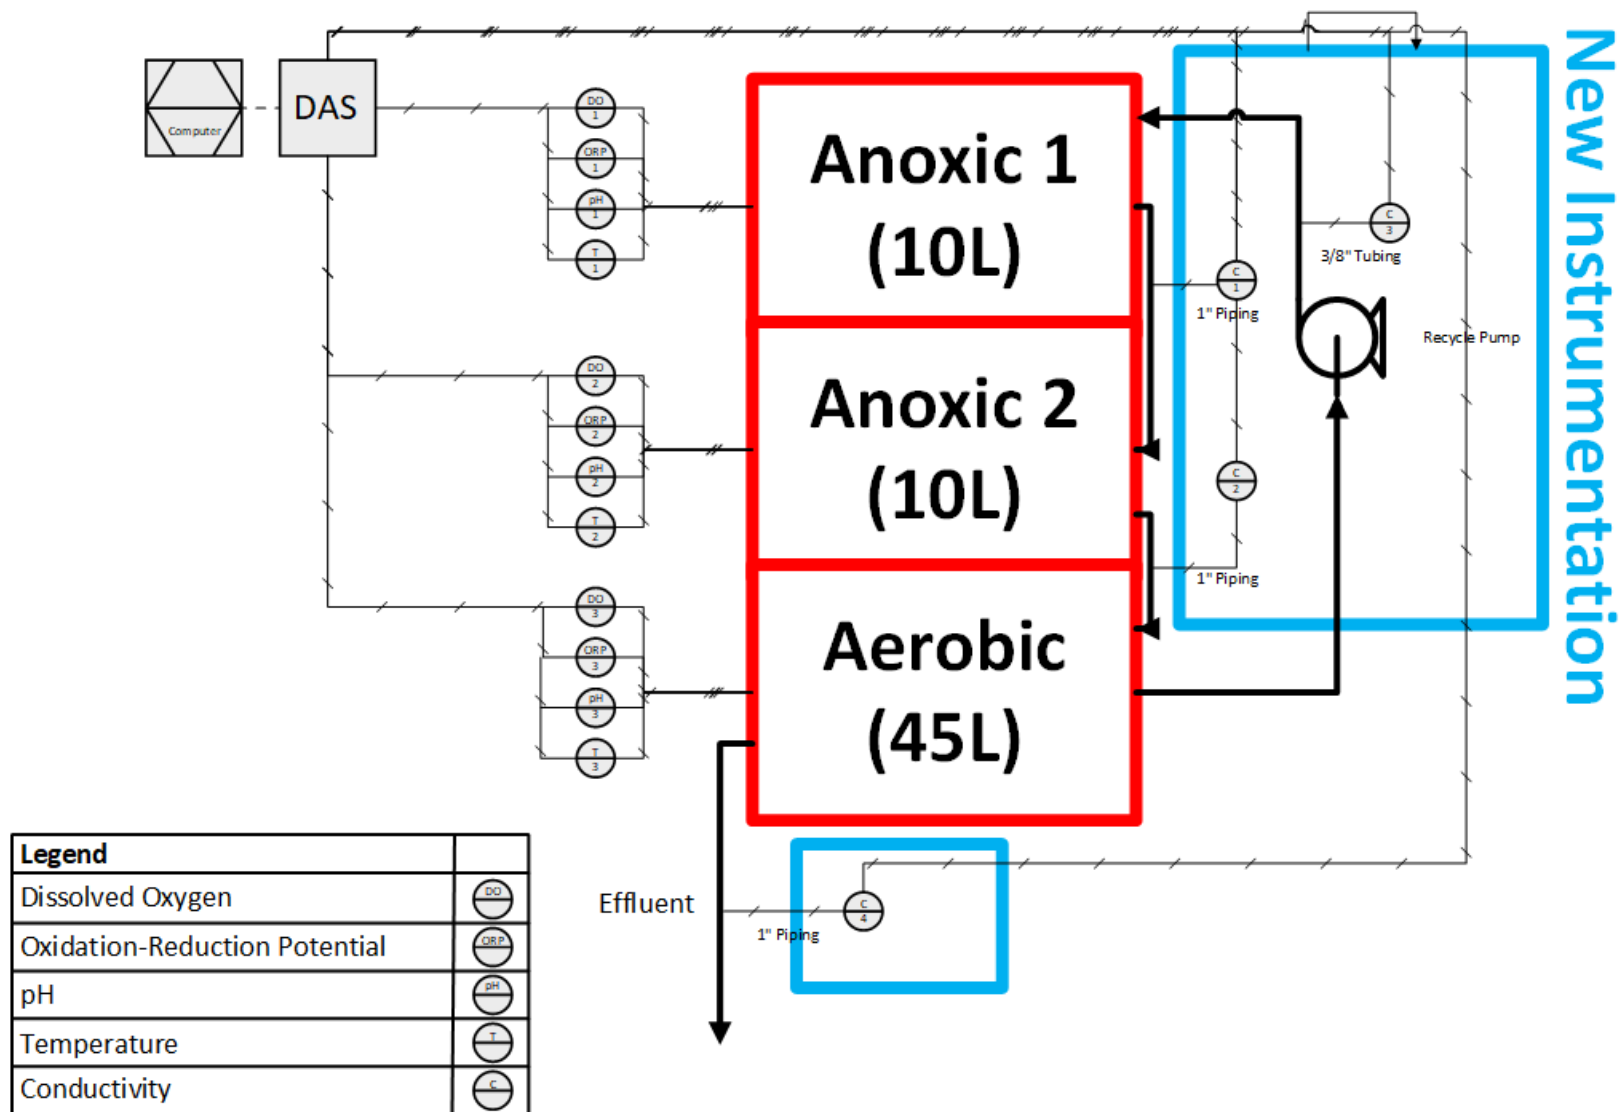 New Instrumentation
Computer
DAS
DO
1
ORP
1
pH
1
T
1
Anoxic 1
(10L)
C
3
3/8" Tubing
C
1
1" Piping
Recycle Pump
DO
2
ORP
2
pH
2
T
2
Anoxic 2
(10L)
C
2
1" Piping
DO
3
ORP
3
pH
3
T
3
Aerobic
(45L)
Effluent
C
4
1" Piping
Legend
Dissolved Oxygen
DO
Oxidation-Reduction Potential
ORP
pH
pH
Temperature
T
Conductivity
C